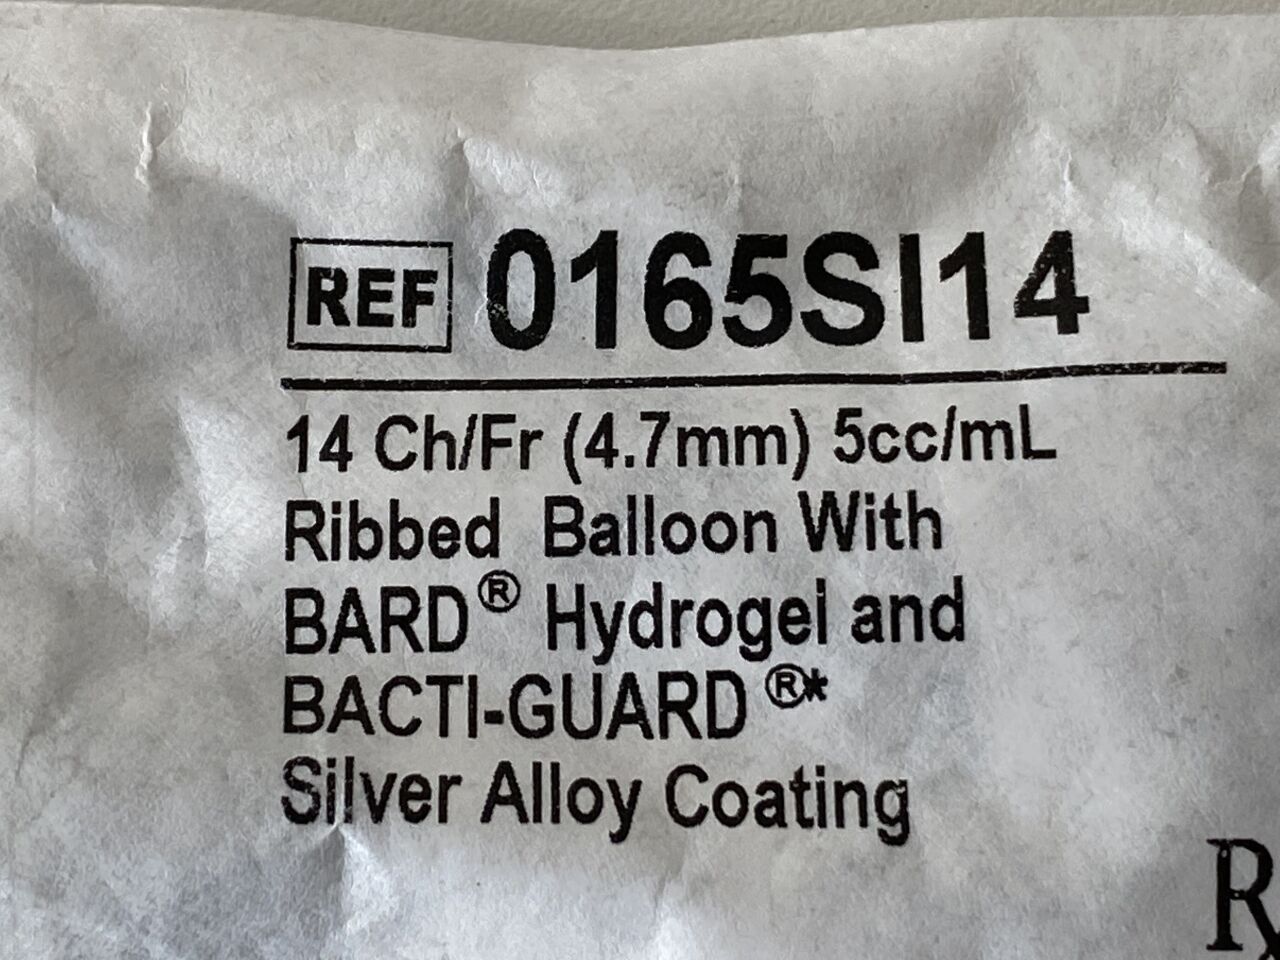 REF 0165SI14
14 Ch/Fr (4.7mm) 5cc/mL
Ribbed Balloon With
BARD® Hydrogel and
BACTI-GUARD®*
Silver Alloy Coating
R